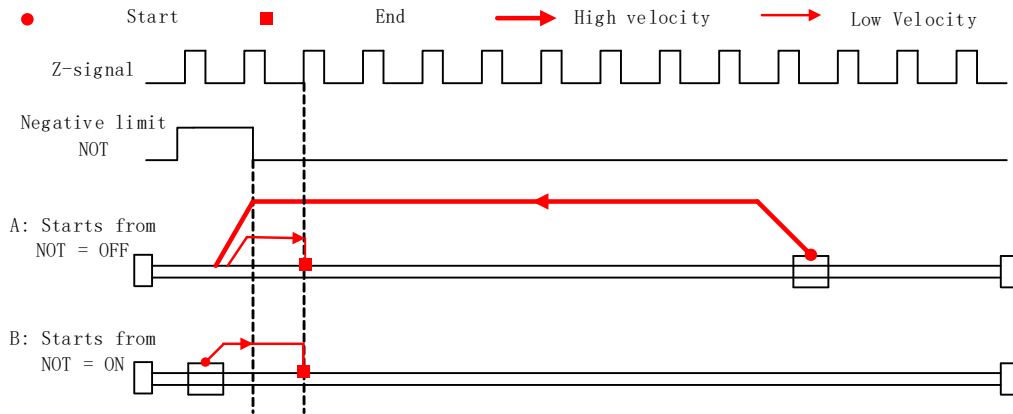 Start End High velocity Low Velocity
Z-signal
Negative limit
NOT
A: Starts from
NOT = OFF
B: Starts from
NOT = ON